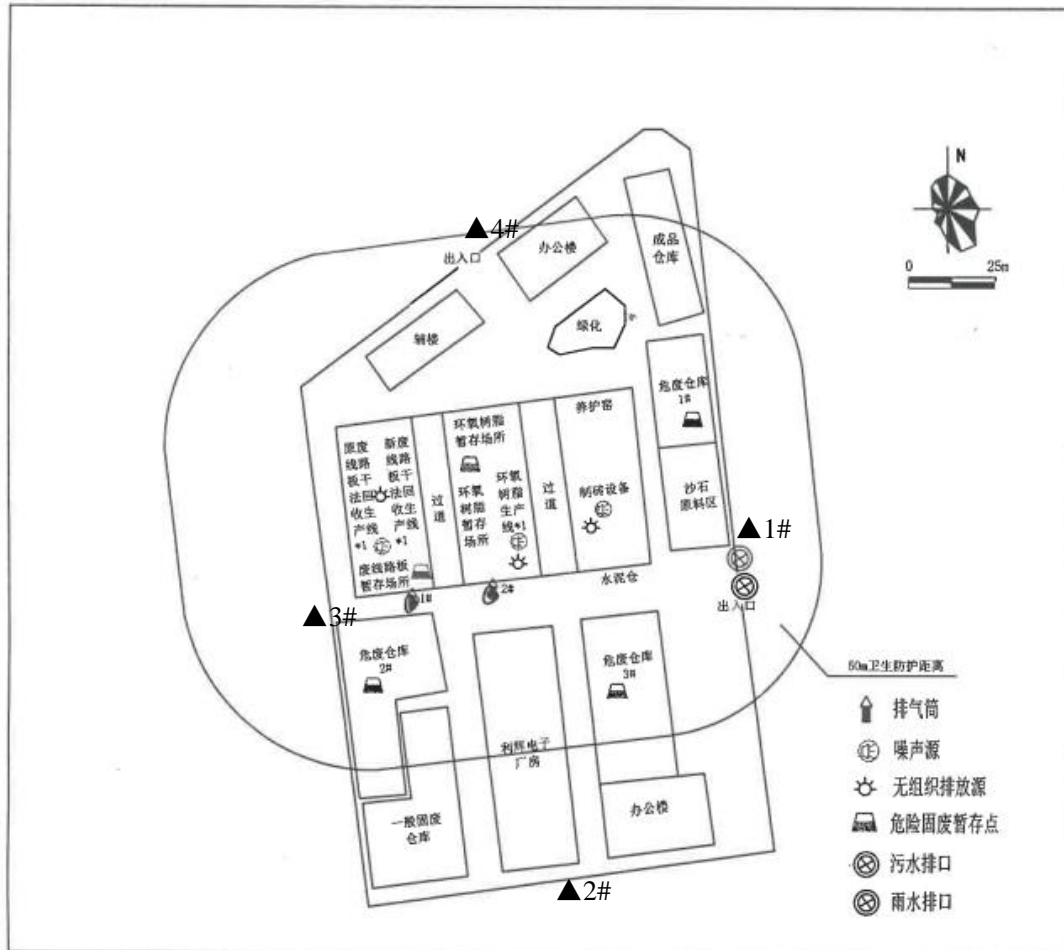 N
0 25m
▲4#
出入口
办公楼
成品
仓库
辅楼
绿化
危废仓库
1#
养护窑
环氧树脂
暂存场所
原废
线路
板干
法回
收生
产线
*1
新废
线路
板干
法回
收生
产线
*1
过
道
环氧
树脂
暂存
场所
环氧
树脂
生产
线*1
过
道
制砖设备
沙石
原料区
▲1#
废线路板
暂存场所
1#
2#
水泥仓
出入口
▲3#
危废仓库
2#
危废仓库
3#
50m卫生防护距离
利辉电子
厂房
一般固废
仓库
办公楼
▲2#
排气筒
噪声源
无组织排放源
危险固废暂存点
污水排口
雨水排口